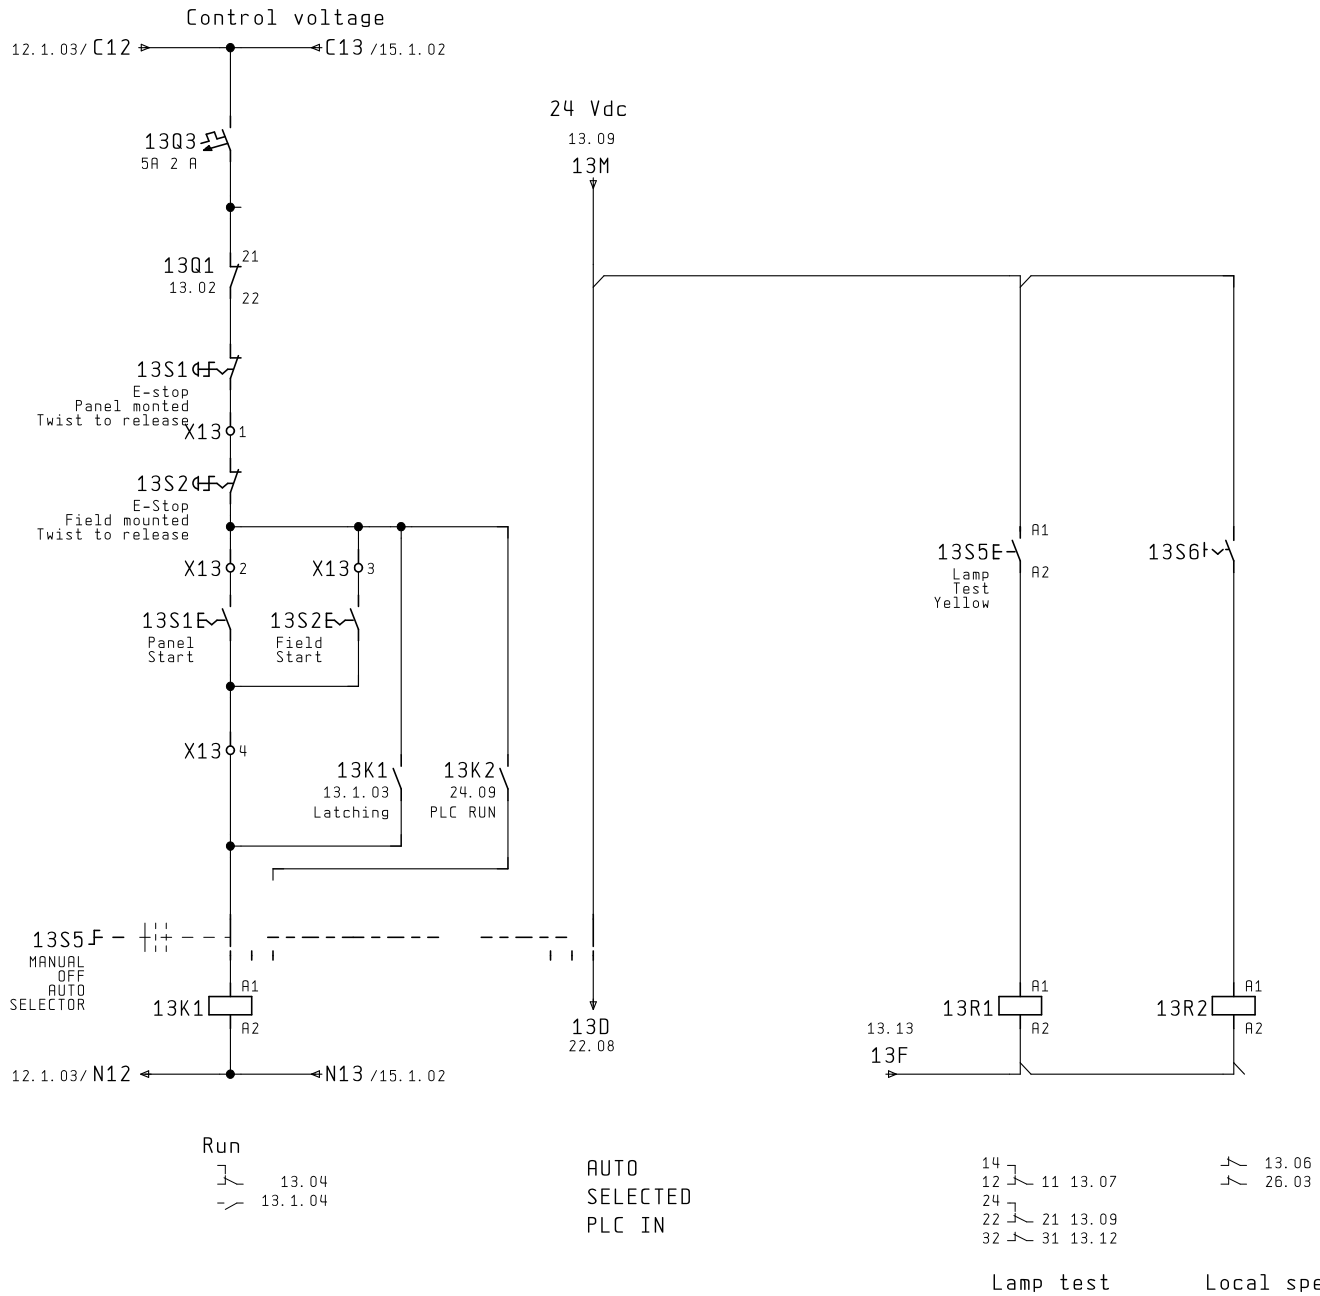 Control voltage
12.1.03/ C12
C13 /15.1.02
24 Vdc
13.09
13M
13Q3
5A 2 A
21
13Q1
13.02
22
13S1
E-stop
Panel monted
Twist to release
X13 1
13S2
E-Stop
Field mounted
Twist to release
X13 2
X13 3
13S1
Panel
Start
13S2
Field
Start
A1
13S5
A2
Lamp
Test
Yellow
13S6
X13 4
13K1
13.1.03
Latching
13K2
24.09
PLC RUN
13S5
MANUAL
OFF
AUTO
SELECTOR
A1
13K1
A2
13D
22.08
A1
13R1
A2
A1
13R2
A2
13.13
13F
12.1.03/ N12
N13 /15.1.02
Run
13.04
13.1.04
AUTO
SELECTED
PLC IN
14
12 11 13.07
24
22 21 13.09
32 31 13.12
13.06
26.03
Lamp test
Local spe